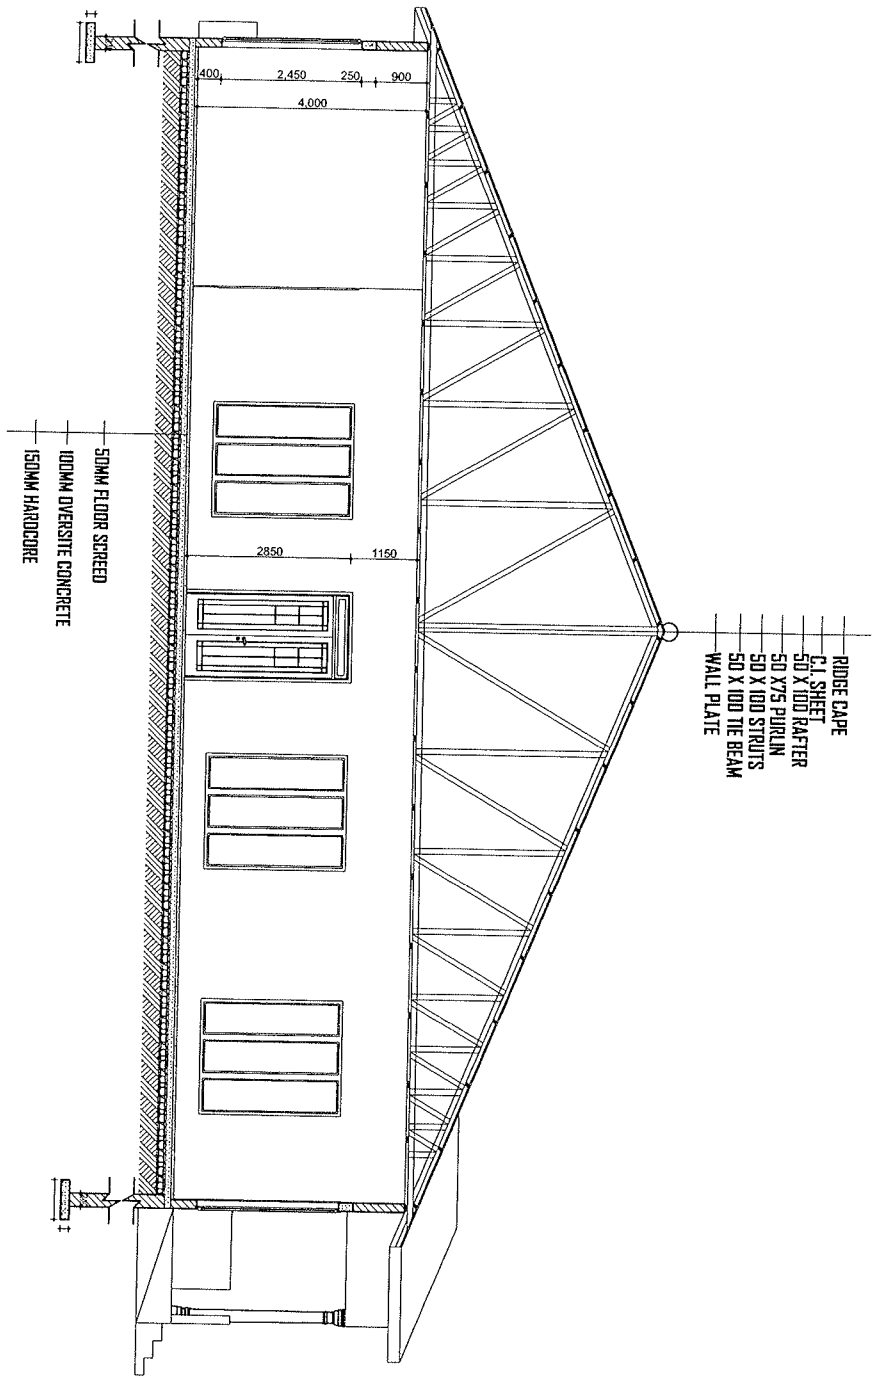 RIDGE CAPE
C.I. SHEET
50 X 100 RAFTER
50 X75 PURLIN
50 X 100 STRUTS
50 X 100 TIE BEAM
WALL PLATE
400
2,450
250
900
4,000
2850
1150
50MM FLOOR SCREED
100MM OVERSITE CONCRETE
150MM HARDCORE